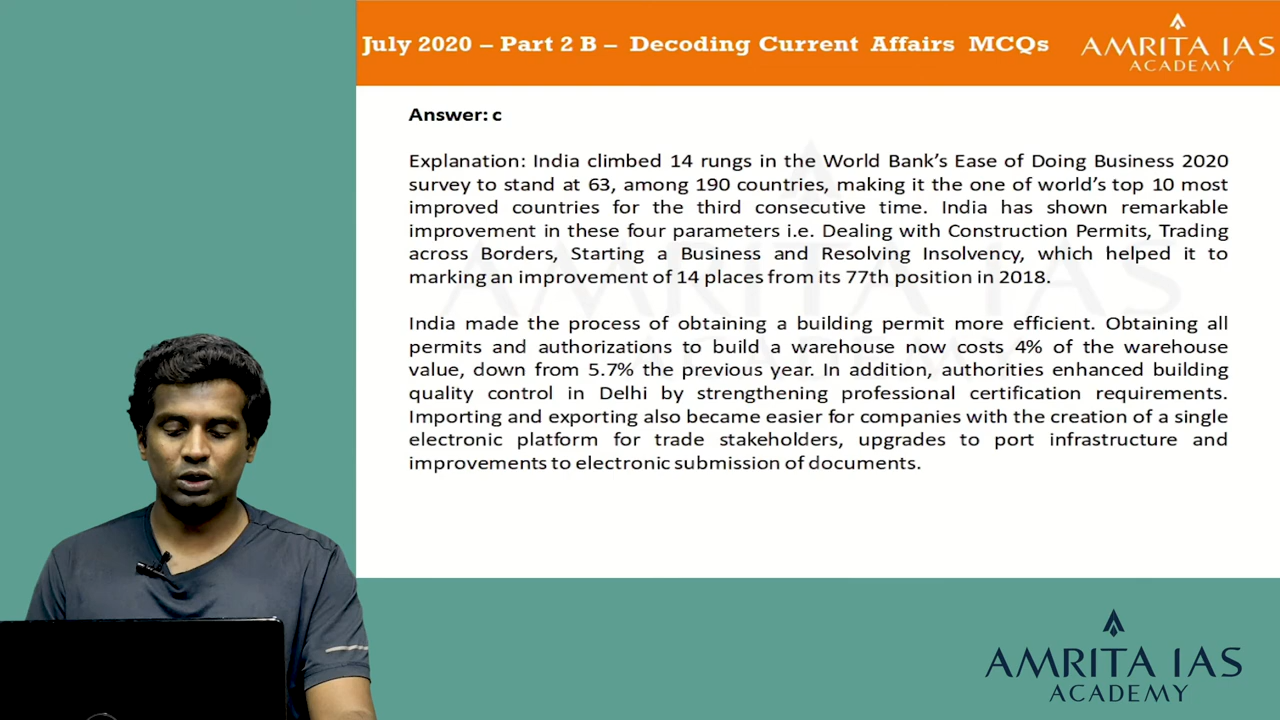 July 2020 – Part 2 B – Decoding Current Affairs MCQs
AMRITA IAS
ACADEMY
Answer: c
Explanation: India climbed 14 rungs in the World Bank's Ease of Doing Business 2020
survey to stand at 63, among 190 countries, making it the one of world's top 10 most
improved countries for the third consecutive time. India has shown remarkable
improvement in these four parameters i.e. Dealing with Construction Permits, Trading
across Borders, Starting a Business and Resolving Insolvency, which helped it to
marking an improvement of 14 places from its 77th position in 2018.
India made the process of obtaining a building permit more efficient. Obtaining all
permits and authorizations to build a warehouse now costs 4% of the warehouse
value, down from 5.7% the previous year. In addition, authorities enhanced building
quality control in Delhi by strengthening professional certification requirements.
Importing and exporting also became easier for companies with the creation of a single
electronic platform for trade stakeholders, upgrades to port infrastructure and
improvements to electronic submission of documents.
AMRITA IAS
ACADEMY
AMRITA IAS
ACADEMY